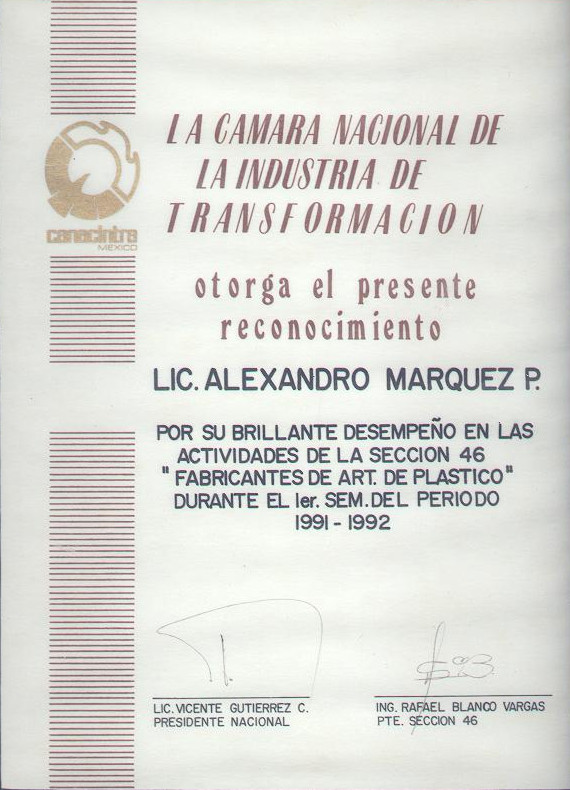 LA CAMARA NACIONAL DE
LA INDUSTRIA DE
TRANSFORMACION
canacintra
MEXICO
otorga el presente
reconocimiento
LIC. ALEXANDRO MARQUEZ P.
POR SU BRILLANTE DESEMPEÑO EN LAS
ACTIVIDADES DE LA SECCION 46
" FABRICANTES DE ART. DE PLASTICO"
DURANTE EL 1er. SEM. DEL PERIODO
1991 - 1992
LIC. VICENTE GUTIERREZ C.
PRESIDENTE NACIONAL
ING. RAFAEL BLANCO VARGAS
PTE. SECCION 46